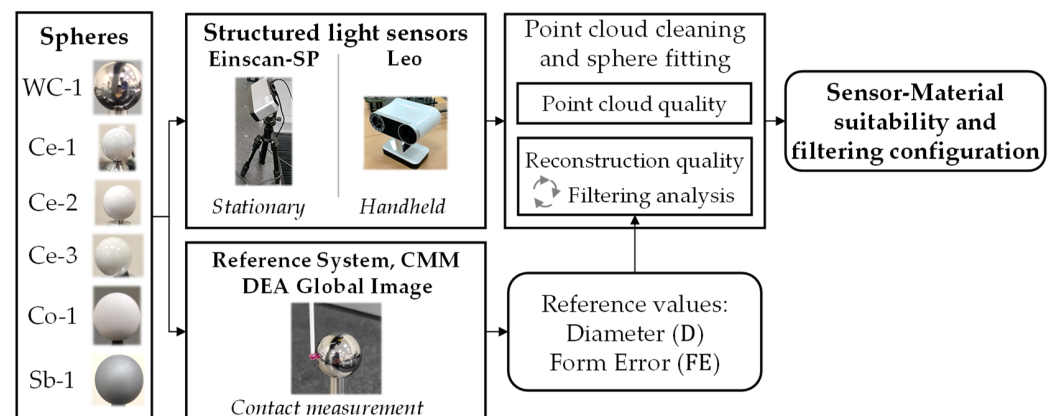 Spheres
WC-1
Ce-1
Ce-2
Ce-3
Co-1
Sb-1
Structured light sensors
Einscan-SP
Leo
Stationary
Handheld
Reference System, CMM
DEA Global Image
Contact measurement
Point cloud cleaning
and sphere fitting
Point cloud quality
Reconstruction quality
Filtering analysis
Reference values:
Diameter (D)
Form Error (FE)
Sensor-Material
suitability and
filtering configuration